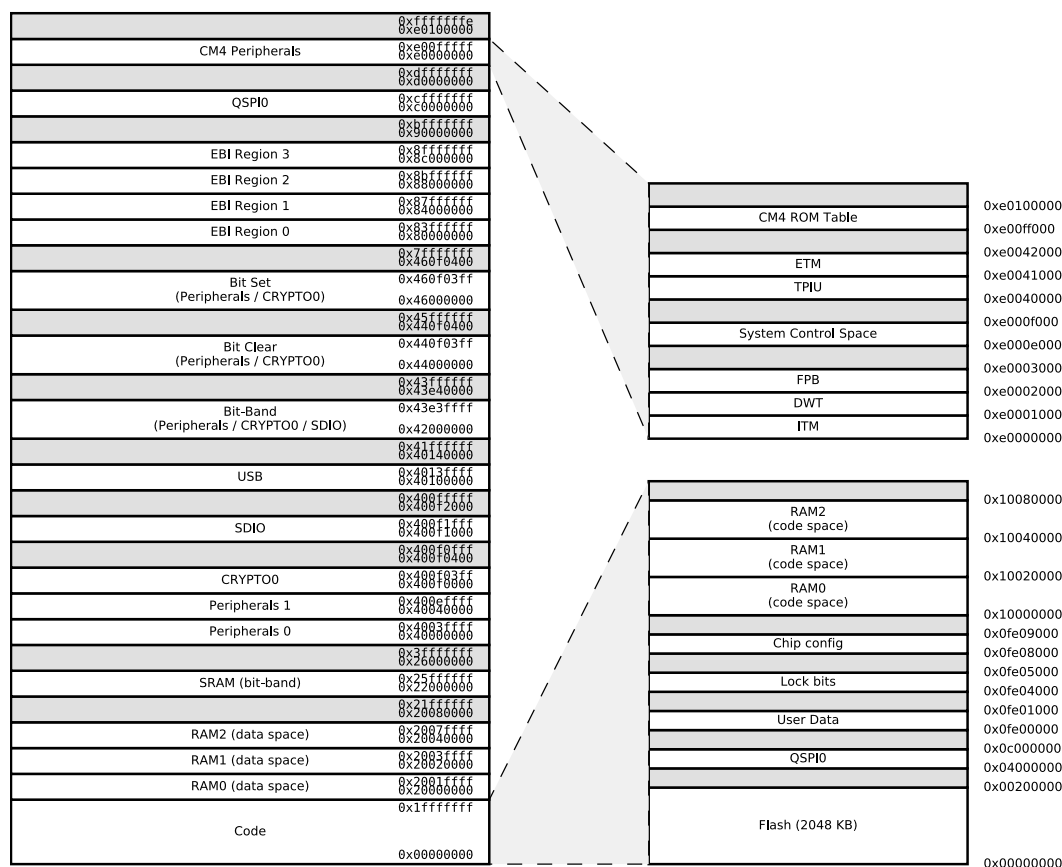 0xfffffffe
0xe0100000
CM4 Peripherals
0xe00fffff
0xe0000000
0xdfffffff
0xd0000000
QSPI0
0xcfffffff
0xc0000000
0xbfffffff
0x90000000
EBI Region 3
0x8fffffff
0x8c000000
EBI Region 2
0x8bffffff
0x88000000
EBI Region 1
0x87ffffff
0x84000000
EBI Region 0
0x83ffffff
0x80000000
0x7fffffff
0x460f0400
Bit Set
(Peripherals / CRYPTO0)
0x460f03ff
0x46000000
0x45ffffff
0x440f0400
Bit Clear
(Peripherals / CRYPTO0)
0x440f03ff
0x44000000
0x43ffffff
0x43e40000
Bit-Band
(Peripherals / CRYPTO0 / SDIO)
0x43e3ffff
0x42000000
0x41ffffff
0x40140000
USB
0x4013ffff
0x40100000
0x400fffff
0x400f2000
SDIO
0x400f1fff
0x400f1000
0x400f0fff
0x400f0400
CRYPTO0
0x400f03ff
0x400f0000
Peripherals 1
0x400effff
0x40040000
Peripherals 0
0x4003ffff
0x40000000
0x3fffffff
0x26000000
SRAM (bit-band)
0x25ffffff
0x22000000
0x21ffffff
0x20080000
RAM2 (data space)
0x2007ffff
0x20040000
RAM1 (data space)
0x2003ffff
0x20020000
RAM0 (data space)
0x2001ffff
0x20000000
Code
0x1fffffff
0x00000000
0xe0100000
CM4 ROM Table
0xe00ff000
0xe0042000
ETM
0xe0041000
TPIU
0xe0040000
0xe000f000
System Control Space
0xe000e000
0xe0003000
FPB
0xe0002000
DWT
0xe0001000
ITM
0xe0000000
0x10080000
RAM2
(code space)
0x10040000
RAM1
(code space)
0x10020000
RAM0
(code space)
0x10000000
0x0fe09000
Chip config
0x0fe08000
0x0fe05000
Lock bits
0x0fe04000
0x0fe01000
User Data
0x0fe00000
0x0c000000
QSPI0
0x04000000
0x00200000
Flash (2048 KB)
0x00000000